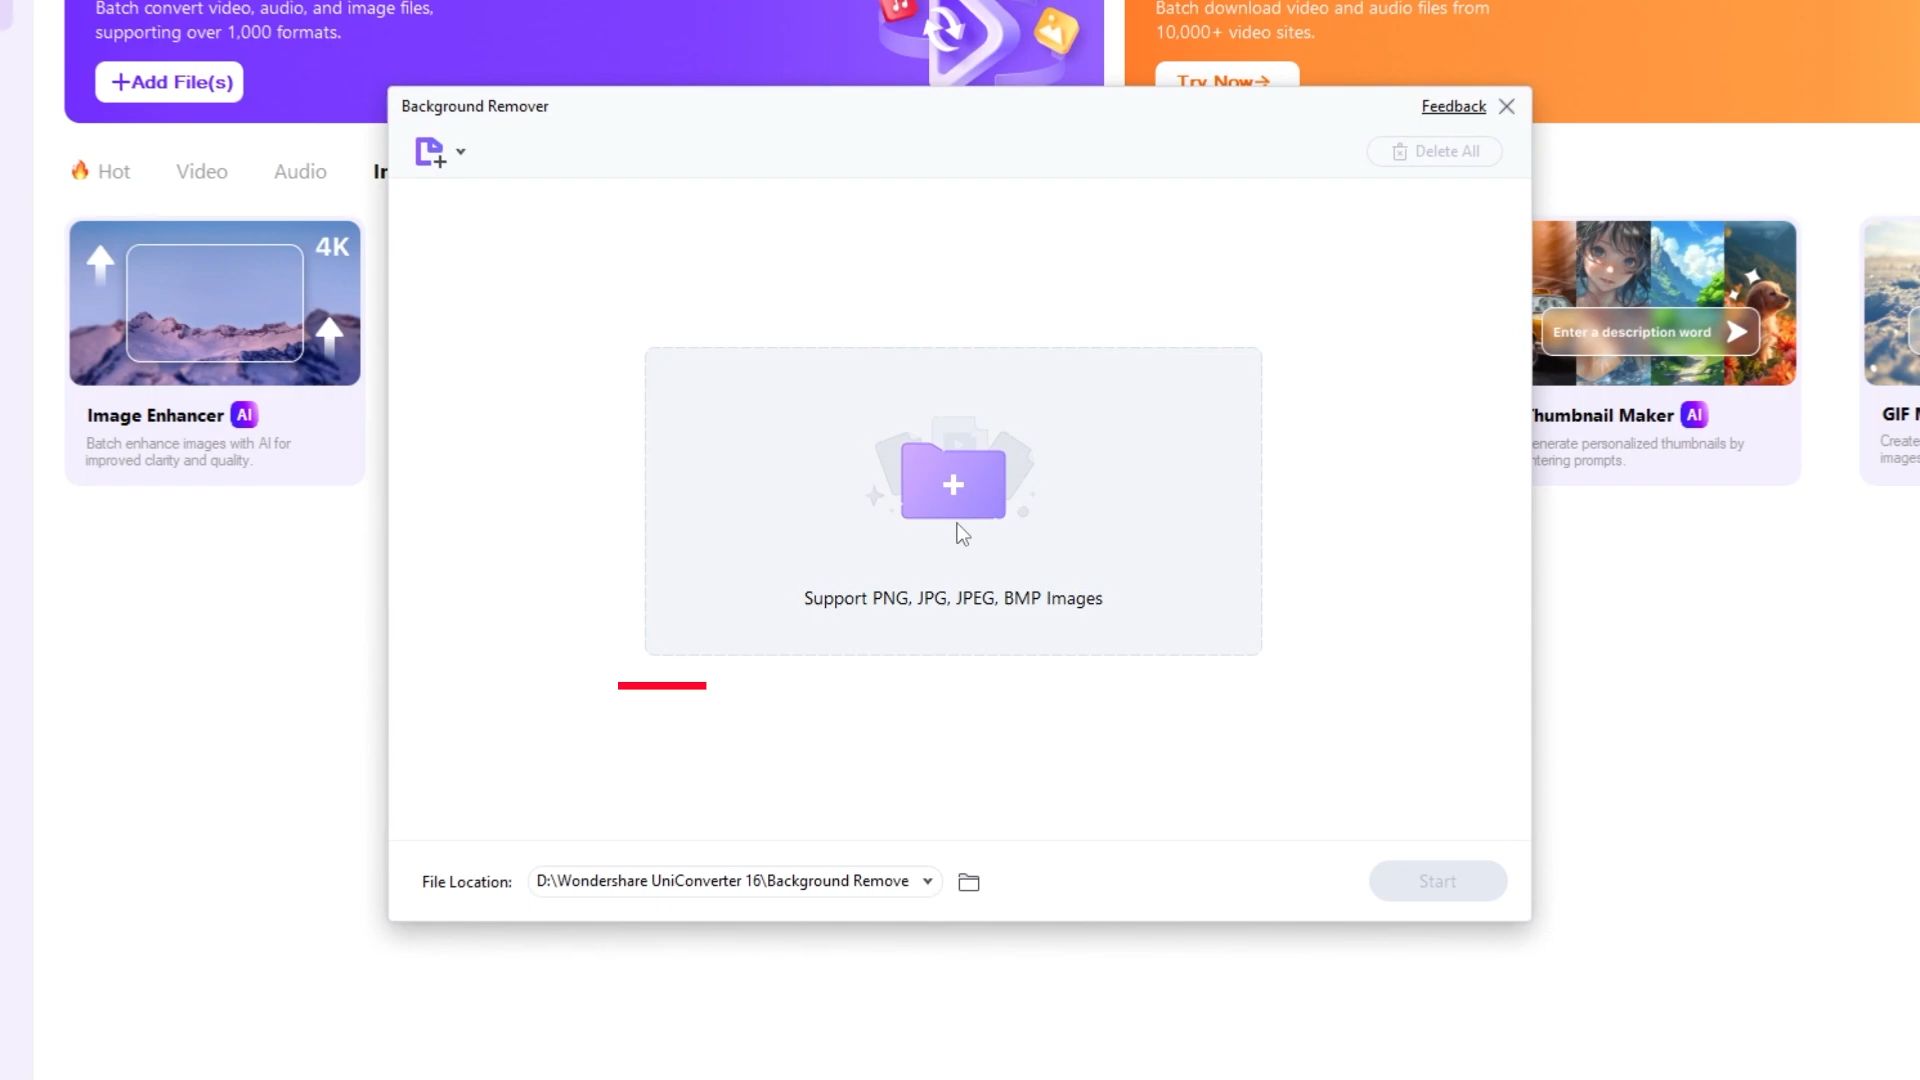 Batch convert video, audio, and image files,
supporting over 1,000 formats.
+Add File(s)
Batch download video and audio files from
10,000+ video sites.
Try Now→
Background Remover
Feedback
Delete All
Hot
Video
Audio
4K
Image Enhancer AI
Batch enhance images with AI for
improved clarity and quality.
Support PNG, JPG, JPEG, BMP Images
Enter a description word
Thumbnail Maker AI
enerate personalized thumbnails by
ntering prompts.
GIF
Create
images
File Location:
D:\Wondershare UniConverter 16\Background Remove
Start